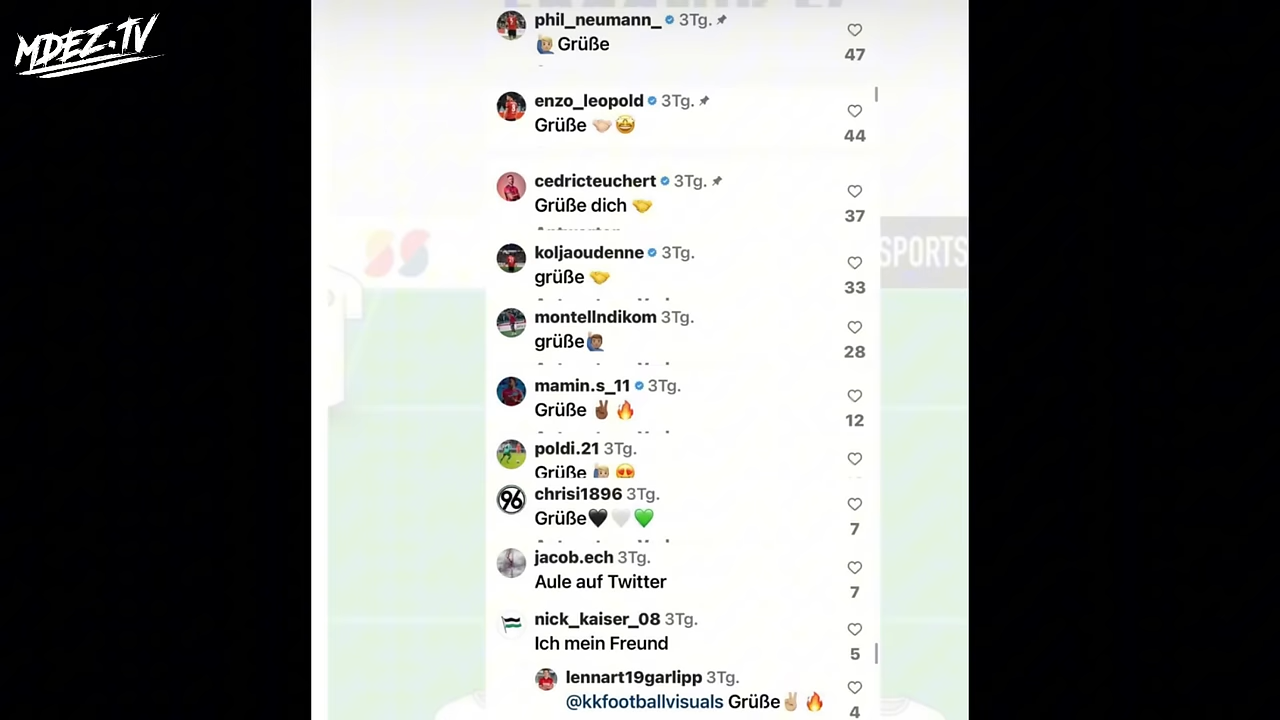 MDEZ.TV
phil_neumann_ 3Tg.
🙋🏼‍♂️Grüße
47
enzo_leopold 3Tg.
Grüße 🤝🏻🤩
44
cedricteuchert 3Tg.
Grüße dich 🤝
37
koljaoudenne 3Tg.
grüße 🤝
33
montellndikom 3Tg.
grüße🙋🏽‍♂️
28
mamin.s_11 3Tg.
Grüße ✌🏾🔥
12
poldi.21 3Tg.
Grüße 🙋🏼‍♂️😍
96
chrisi1896 3Tg.
Grüße🖤🤍💚
7
jacob.ech 3Tg.
Aule auf Twitter
7
nick_kaiser_08 3Tg.
Ich mein Freund
5
lennart19garlipp 3Tg.
@kkfootballvisuals Grüße✌🏼🔥
4
SPORTS